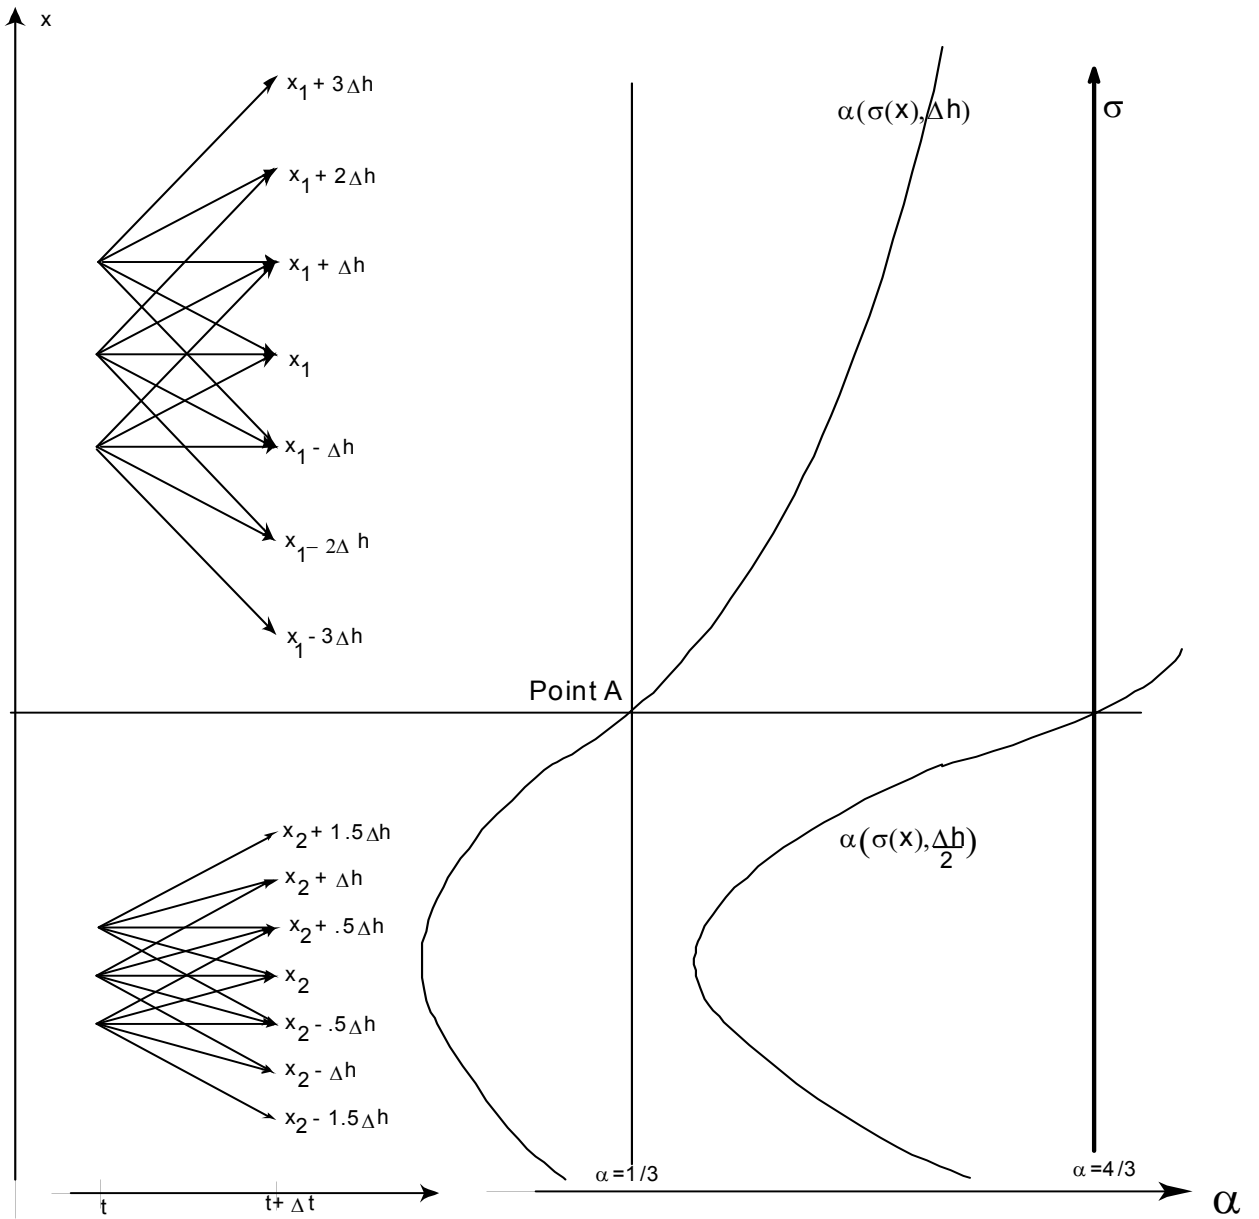 x
x1 + 3Δh
α(σ(x),Δh)
σ
x1 + 2Δh
x1 + Δh
x1
x1 - Δh
x1– 2Δ h
x1 - 3Δh
Point A
x2 + 1.5Δh
α(σ(x),Δh/2)
x2 + Δh
x2 + .5Δh
x2
x2 - .5Δh
x2 - Δh
x2 - 1.5Δh
α=1/3
α=4/3
t
t+ Δt
α